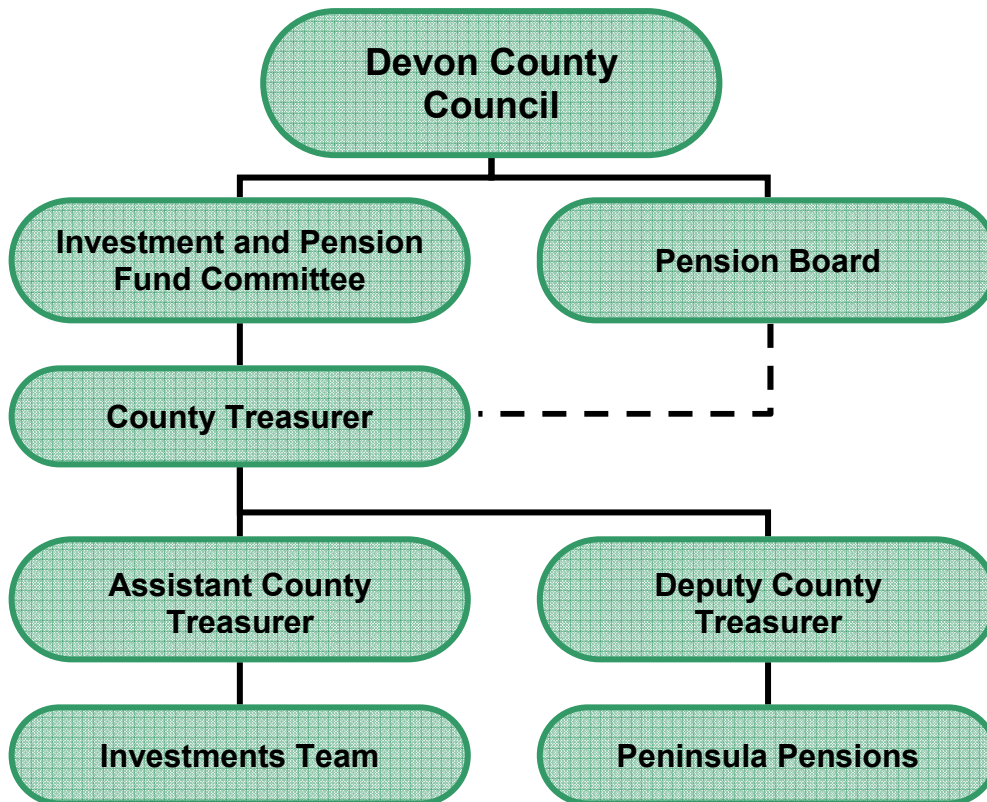 Devon County
Council
Investment and Pension
Fund Committee
Pension Board
County Treasurer
Assistant County
Treasurer
Deputy County
Treasurer
Investments Team
Peninsula Pensions